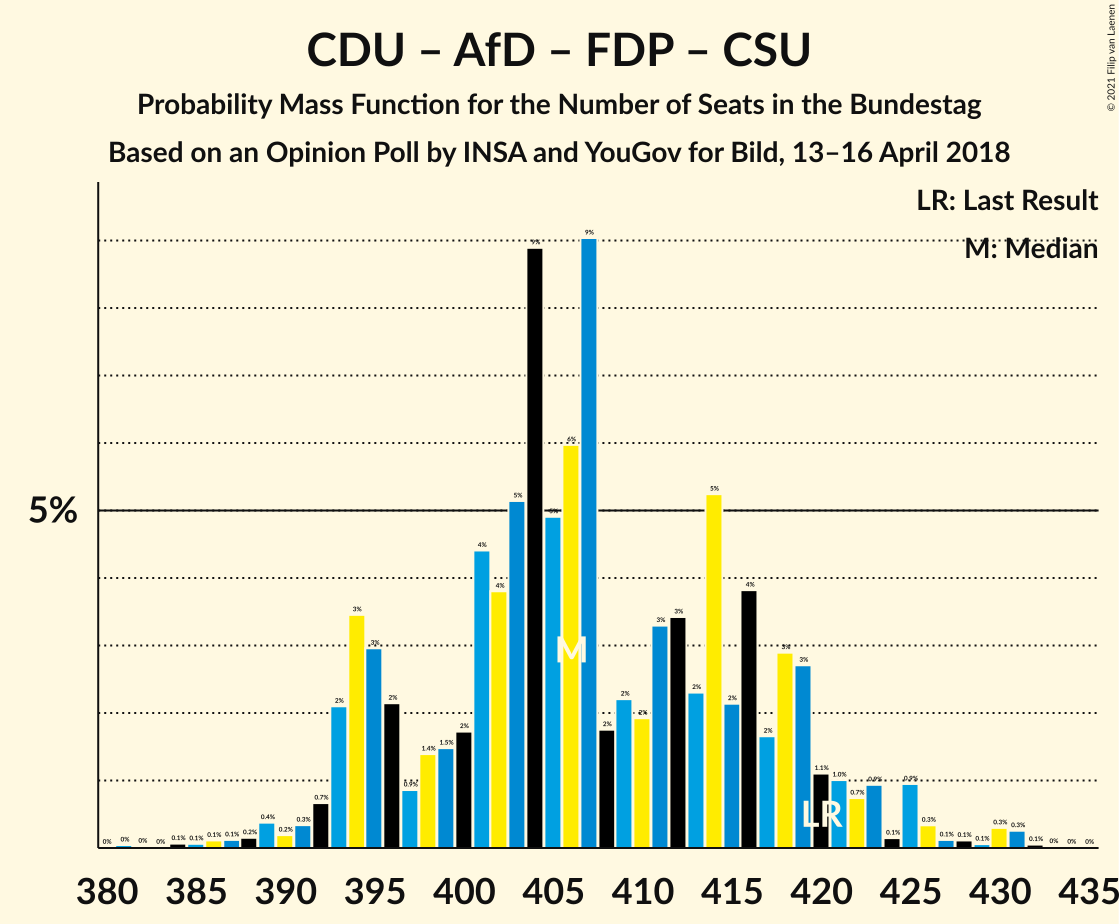 CDU – AfD – FDP – CSU
Probability Mass Function for the Number of Seats in the Bundestag
Based on an Opinion Poll by INSA and YouGov for Bild, 13–16 April 2018
© 2021 Filip van Laenen
LR: Last Result
M: Median
5%
0% 0% 0% 0% 0.1% 0.1% 0.1% 0.1% 0.2% 0.4% 0.2% 0.3% 0.7% 2% 3% 3% 2% 0.9% 1.4% 1.5% 2% 4% 4% 5% 9% 5% 6% 9% 2% 2% 2% 3% 3% 2% 5% 2% 4% 2% 3% 3% 1.1% 1.0% 0.7% 0.9% 0.1% 0.9% 0.3% 0.1% 0.1% 0.1% 0.3% 0.3% 0.1% 0% 0% 0%
M
LR
380 385 390 395 400 405 410 415 420 425 430 435